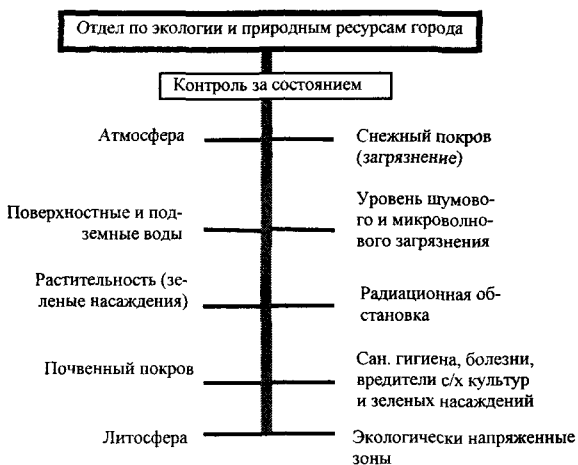 Отдел по экологии и природным ресурсам города
Контроль за состоянием
Атмосфера
Снежный покров
(загрязнение)
Поверхностные и под-
земные воды
Уровень шумово-
го и микроволно-
вого загрязнения
Растительность (зе-
леные насаждения)
Радиационная об-
становка
Почвенный покров
Сан. гигиена, болезни,
вредители с/х культур
и зеленых насаждений
Литосфера
Экологически напряженные
зоны